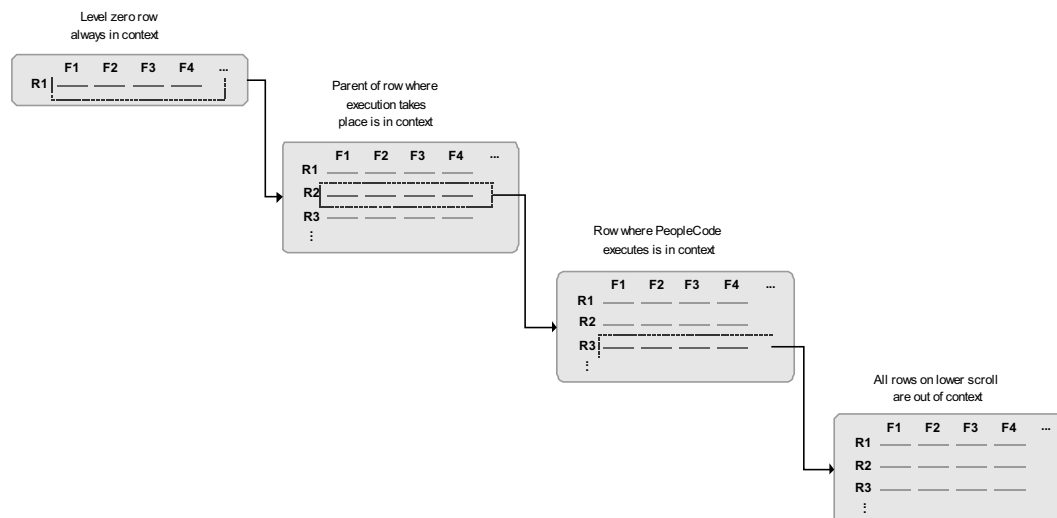 Level zero row
always in context
F1 F2 F3 F4 ...
R1
Parent of row where
execution takes
place is in context
F1 F2 F3 F4 ...
R1
R2
R3
⋮
Row where PeopleCode
executes is in context
F1 F2 F3 F4 ...
R1
R2
R3
⋮
All rows on lower scroll
are out of context
F1 F2 F3 F4 ...
R1
R2
R3
⋮